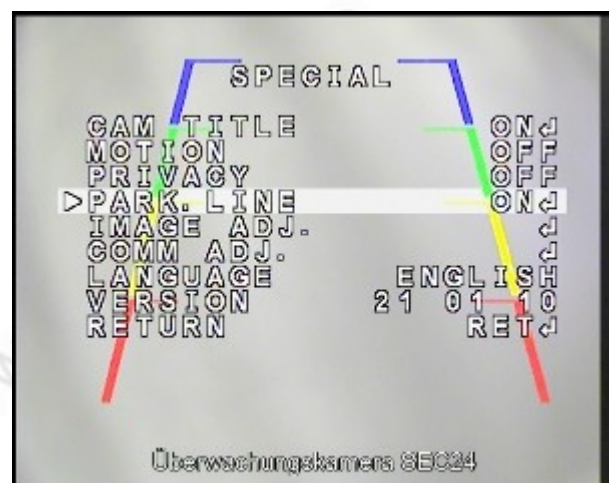 SPECIAL
CAM TITLE ON↲
MOTION OFF
PRIVACY OFF
>PARK. LINE ON↲
IMAGE ADJ. ↲
COMM ADJ. ↲
LANGUAGE ENGLISH
VERSION 21 01 10
RETURN RET↲
Überwachungskamera SEC24